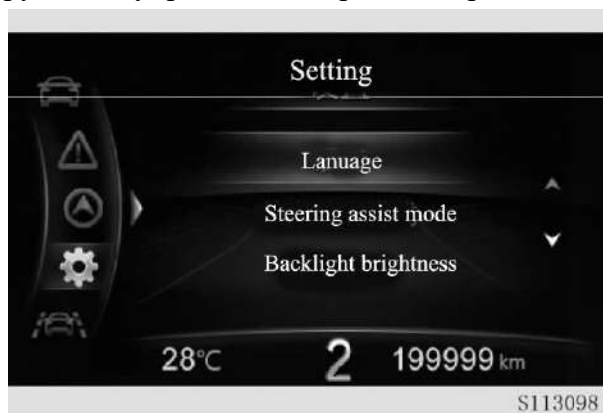 Setting
Lanuage
Steering assist mode
Backlight brightness
28°C 2 199999 km
S113098